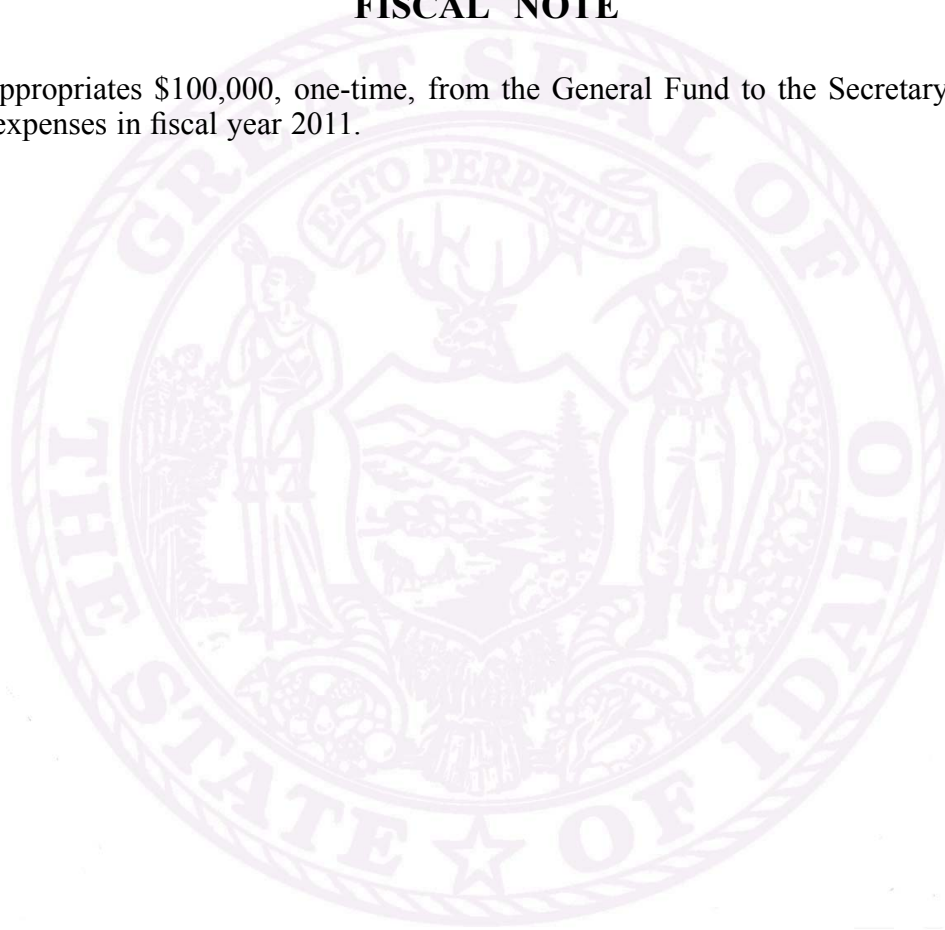 FISCAL NOTE
ppropriates $100,000, one-time, from the General Fund to the Secretary
expenses in fiscal year 2011.
GREAT SEAL OF
ESTO PERPETUA
THE STATE OF IDAHO